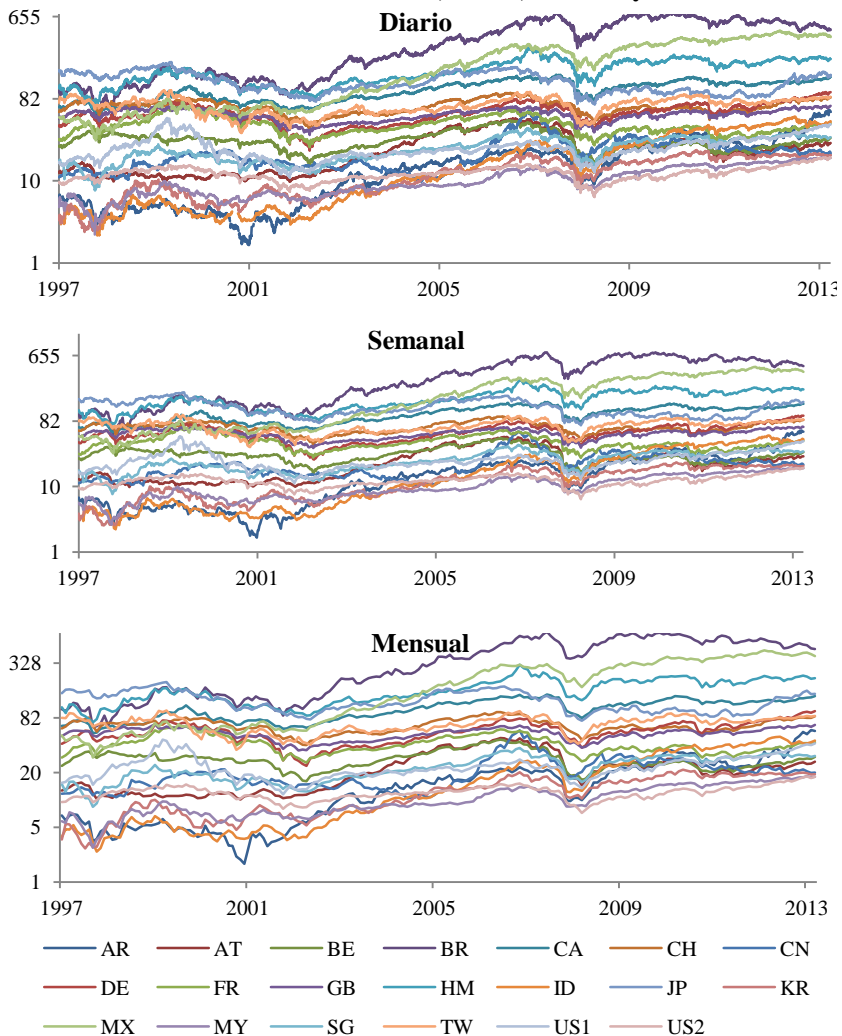 Diario
655
82
10
1
1997 2001 2005 2009 2013
Semanal
655
82
10
1
1997 2001 2005 2009 2013
Mensual
328
82
20
5
1
1997 2001 2005 2009 2013
AR AT BE BR CA CH CN
DE FR GB HM ID JP KR
MX MY SG TW US1 US2